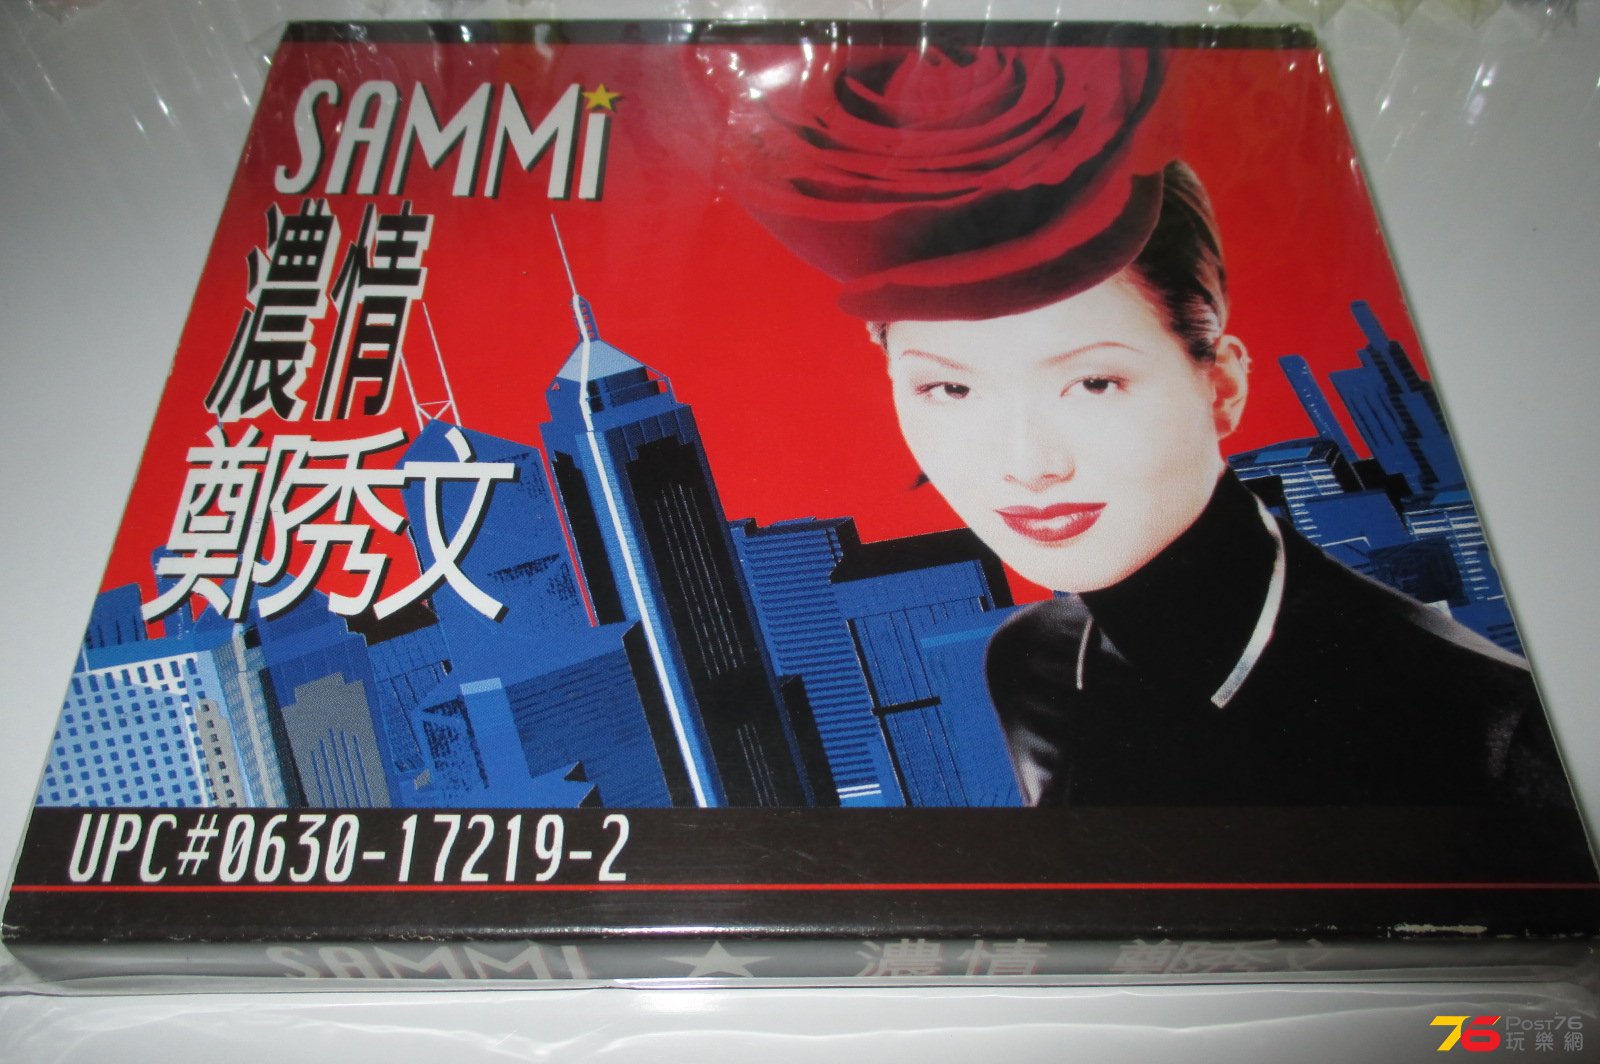 SAMMi
濃情
鄭秀文
UPC#0630-17219-2
SAMMI ★ 濃情 鄭秀文
76 POST76
玩樂網